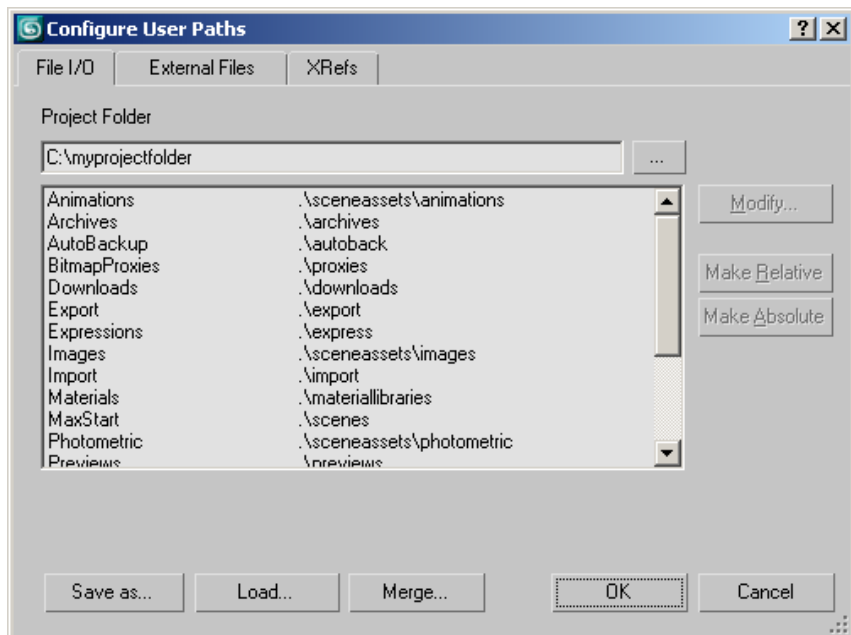 Configure User Paths
File I/O External Files XRefs
Project Folder
C:\myprojectfolder ...
Animations .\sceneassets\animations
Archives .\archives
AutoBackup .\autoback
BitmapProxies .\proxies
Downloads .\downloads
Export .\export
Expressions .\express
Images .\sceneassets\images
Import .\import
Materials .\materiallibraries
MaxStart .\scenes
Photometric .\sceneassets\photometric
Previews .\previews
Modify...
Make Relative
Make Absolute
Save as... Load... Merge... OK Cancel